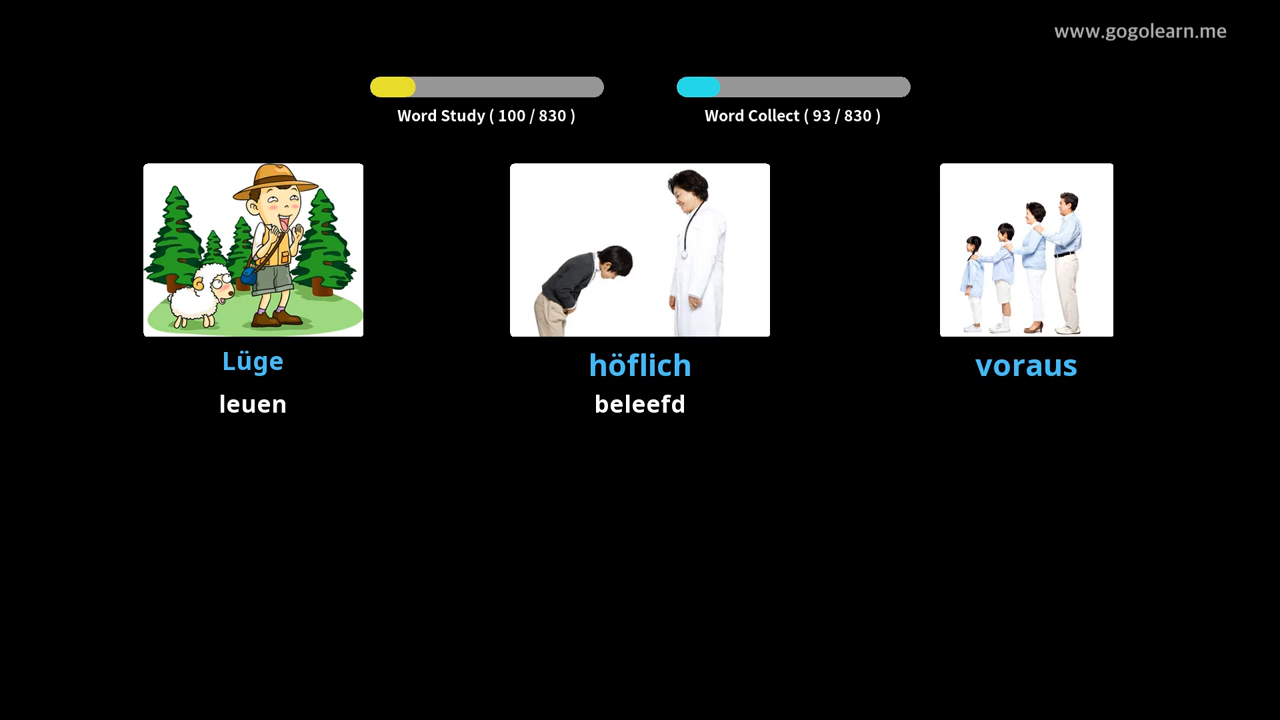 www.gogolearn.me
Word Study ( 100 / 830 )
Word Collect ( 93 / 830 )
Lüge
höflich
voraus
leuen
beleefd